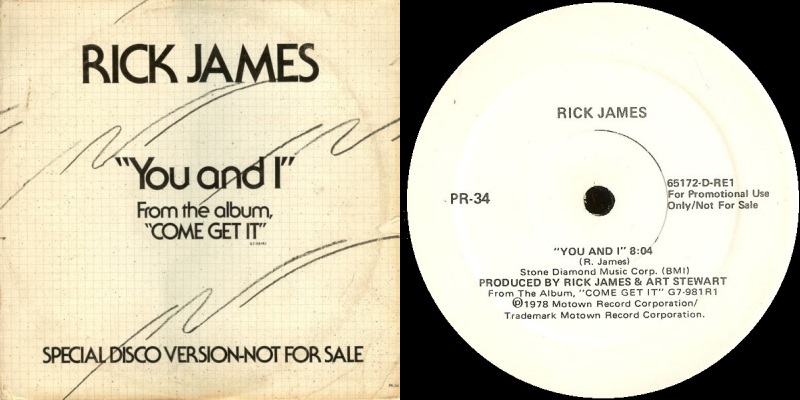 RICK JAMES
"You and I"
From the album,
"COME GET IT"
G7-981R1
SPECIAL DISCO VERSION-NOT FOR SALE
RICK JAMES
PR-34
65172-D-RE1
For Promotional Use
Only/Not For Sale
"YOU AND I" 8:04
(R. James)
Stone Diamond Music Corp. (BMI)
PRODUCED BY RICK JAMES & ART STEWART
From The Album, "COME GET IT" G7-981R1
℗1978 Motown Record Corporation/
Trademark Motown Record Corporation.